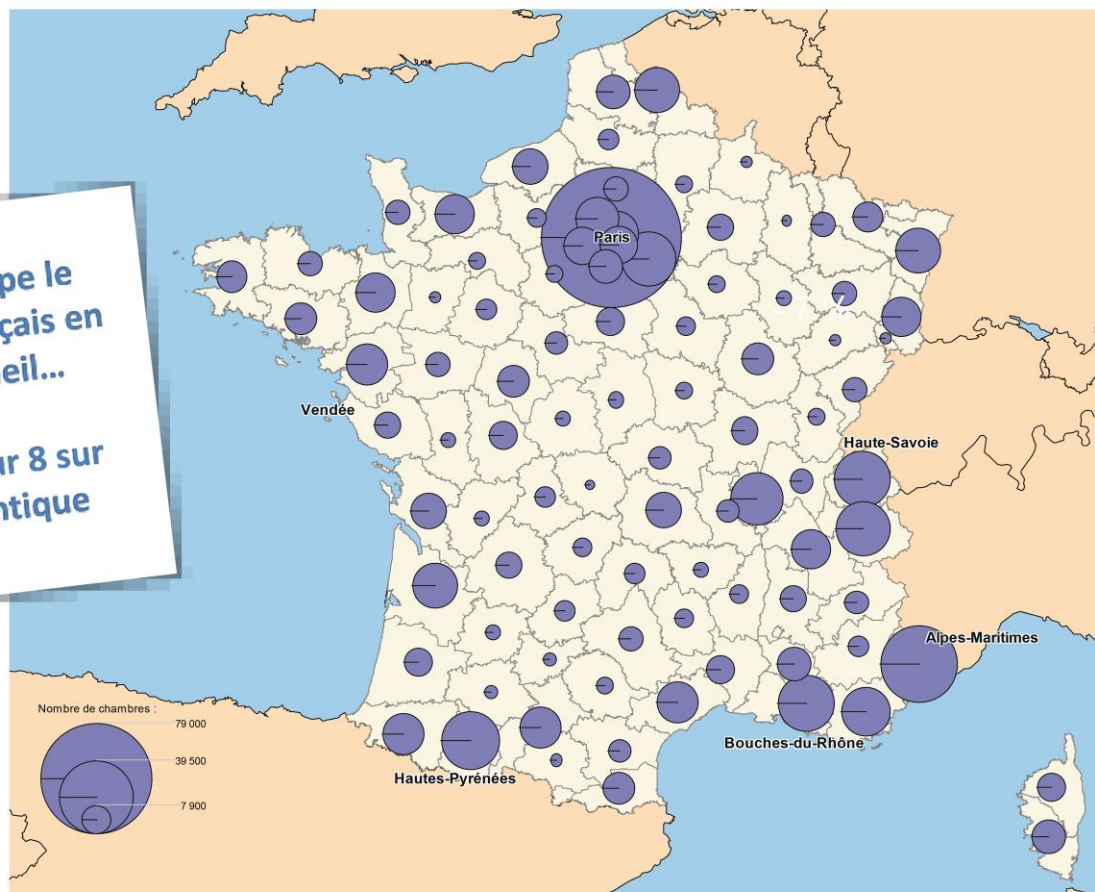 pe le
çais en
eil...
ur 8 sur
ntique
Paris
- 7 %
Vendée
Haute-Savoie
Alpes-Maritimes
Bouches-du-Rhône
Hautes-Pyrénées
Nombre de chambres :
79 000
39 500
7 900